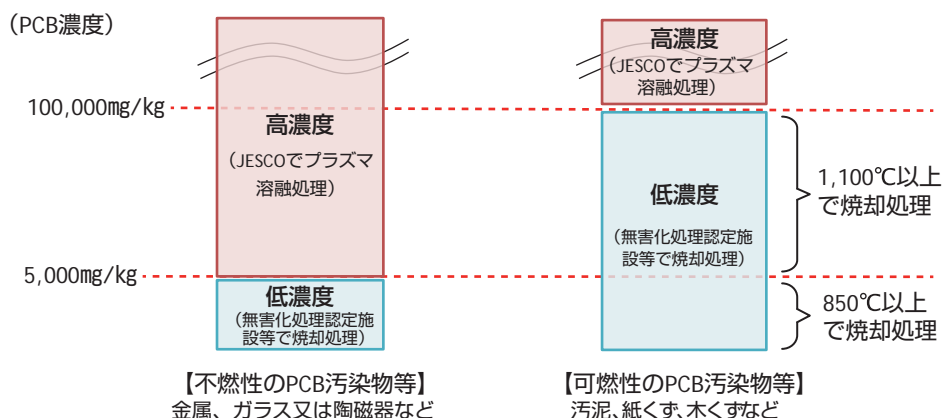 (PCB濃度)
高濃度
(JESCOでプラズマ
溶融処理)
100,000mg/kg
高濃度
(JESCOでプラズマ
溶融処理)
低濃度
(無害化処理認定施
設等で焼却処理)
1,100℃以上
で焼却処理
5,000mg/kg
低濃度
(無害化処理認定施
設等で焼却処理)
850℃以上
で焼却処理
【不燃性のPCB汚染物等】
金属、ガラス又は陶磁器など
【可燃性のPCB汚染物等】
汚泥、紙くず、木くずなど